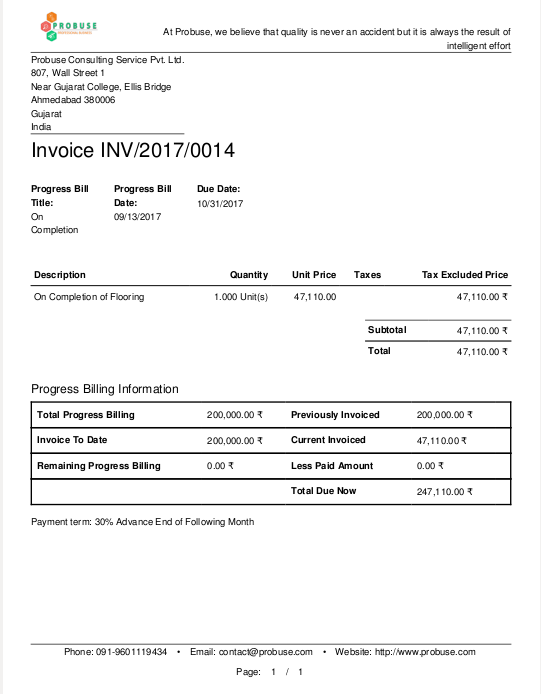 PROBUSE
At Probuse, we believe that quality is never an accident but it is always the result of
intelligent effort
Probuse Consulting Service Pvt. Ltd.
807, Wall Street 1
Near Gujarat College, Ellis Bridge
Ahmedabad 380006
Gujarat
India
Invoice INV/2017/0014
Progress Bill Progress Bill Due Date:
Title: Date: 10/31/2017
On 09/13/2017
Completion
Description Quantity Unit Price Taxes Tax Excluded Price
On Completion of Flooring 1.000 Unit(s) 47,110.00 47,110.00 ₹
Subtotal 47,110.00 ₹
Total 47,110.00 ₹
Progress Billing Information
Total Progress Billing 200,000.00 ₹ Previously Invoiced 200,000.00 ₹
Invoice To Date 200,000.00 ₹ Current Invoiced 47,110.00 ₹
Remaining Progress Billing 0.00 ₹ Less Paid Amount 0.00 ₹
Total Due Now 247,110.00 ₹
Payment term: 30% Advance End of Following Month
Phone: 091-9601119434 • Email: contact@probuse.com • Website: http://www.probuse.com
Page: 1 / 1